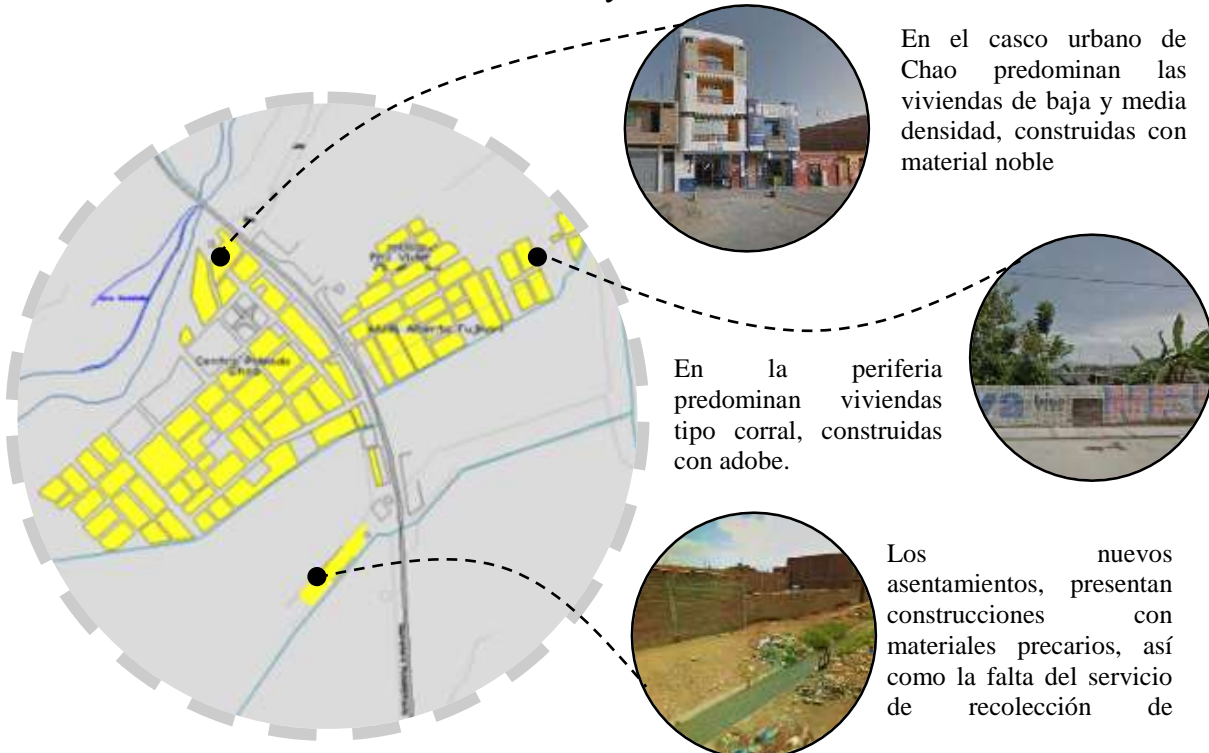 En el casco urbano de
Chao predominan las
viviendas de baja y media
densidad, construidas con
material noble
Centro Poblado
Chao
En la periferia
predominan viviendas
tipo corral, construidas
con adobe.
Los nuevos
asentamientos, presentan
construcciones con
materiales precarios, así
como la falta del servicio
de recolección de